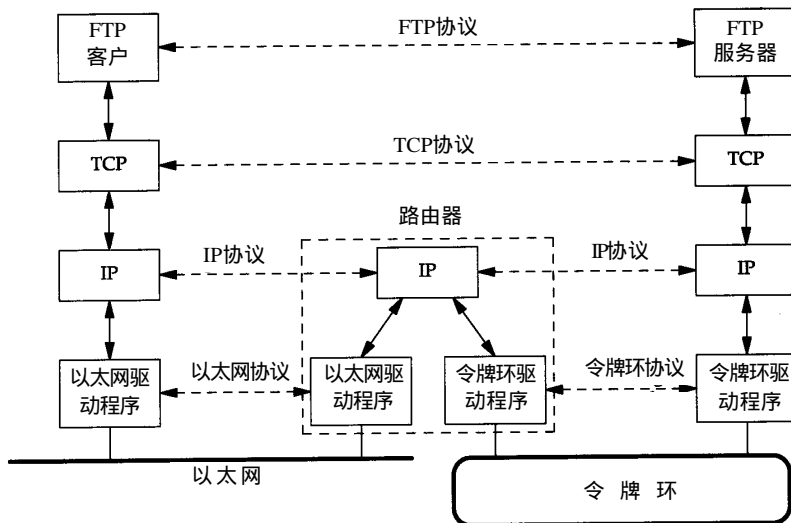 FTP
客户
FTP协议
FTP
服务器
TCP
TCP协议
TCP
路由器
IP
IP协议
IP
IP协议
IP
以太网驱
动程序
以太网协议
以太网驱
动程序
令牌环驱
动程序
令牌环协议
令牌环驱
动程序
以太网
令牌环